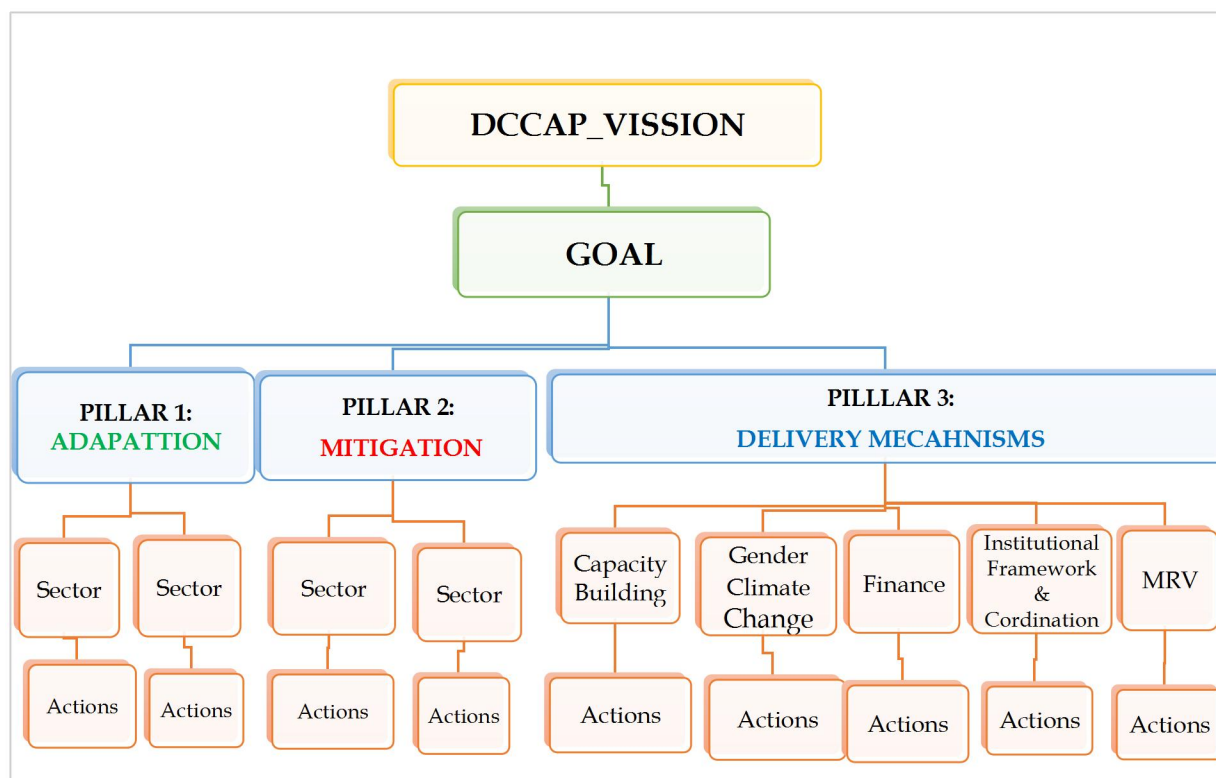 DCCAP_VISSION
GOAL
PILLAR 1:
ADAPATTION
PILLAR 2:
MITIGATION
PILLLAR 3:
DELIVERY MECAHNISMS
Sector
Sector
Sector
Sector
Capacity
Building
Gender
Climate
Change
Finance
Institutional
Framework
&
Cordination
MRV
Actions
Actions
Actions
Actions
Actions
Actions
Actions
Actions
Actions